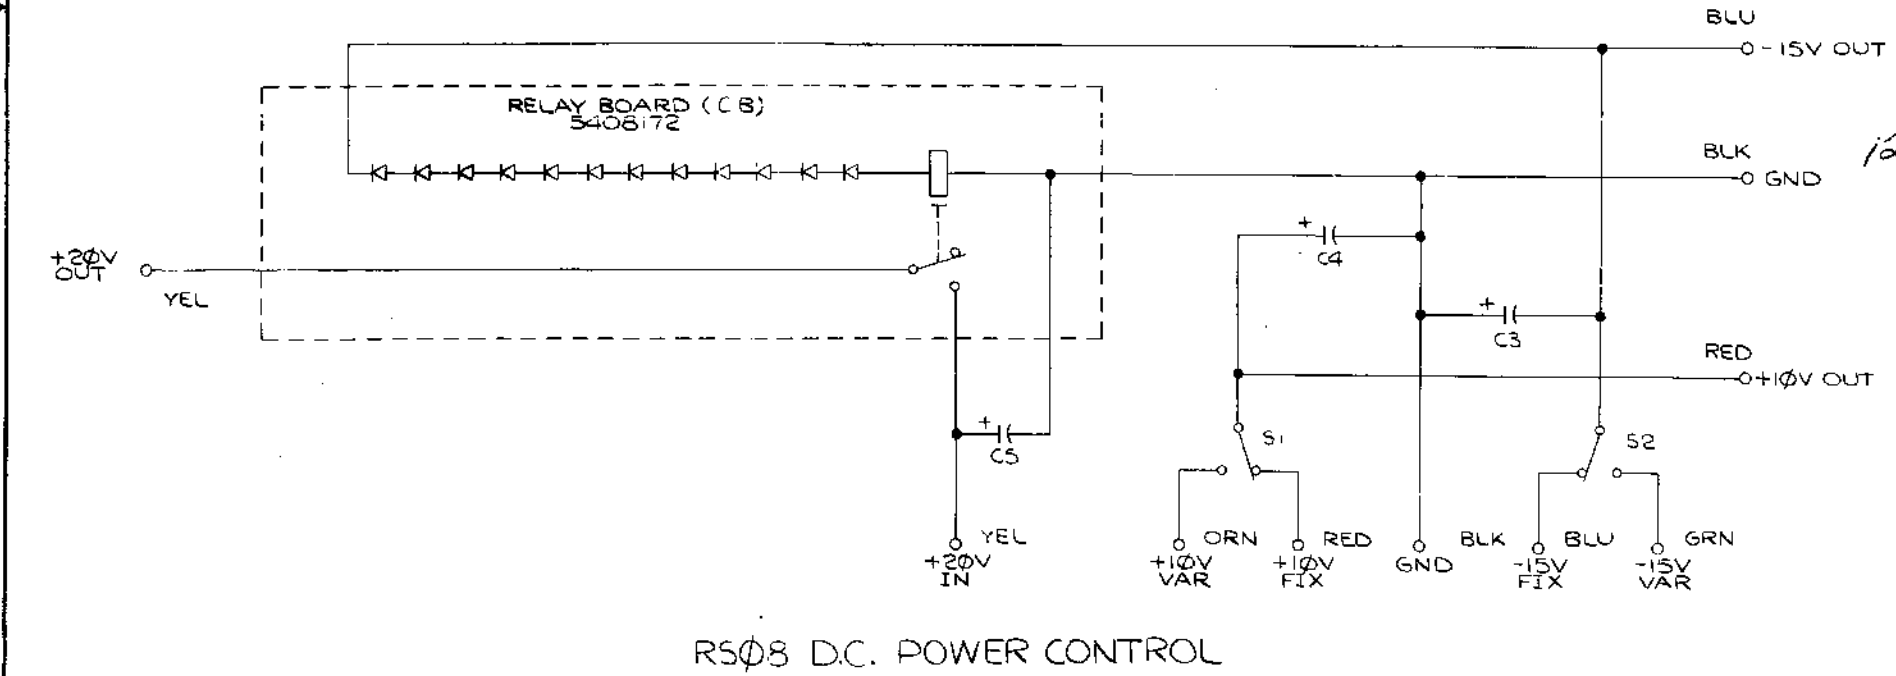 BLU
-15V OUT
RELAY BOARD (CB)
5408172
BLK
GND
+
C4
+2ØV
OUT
YEL
+
C3
RED
+1ØV OUT
+
C5
S1
S2
YEL
+2ØV
IN
ORN
+1ØV
VAR
RED
+1ØV
FIX
GND
BLK
BLU
-15V
FIX
GRN
-15V
VAR
RSØ8 D.C. POWER CONTROL